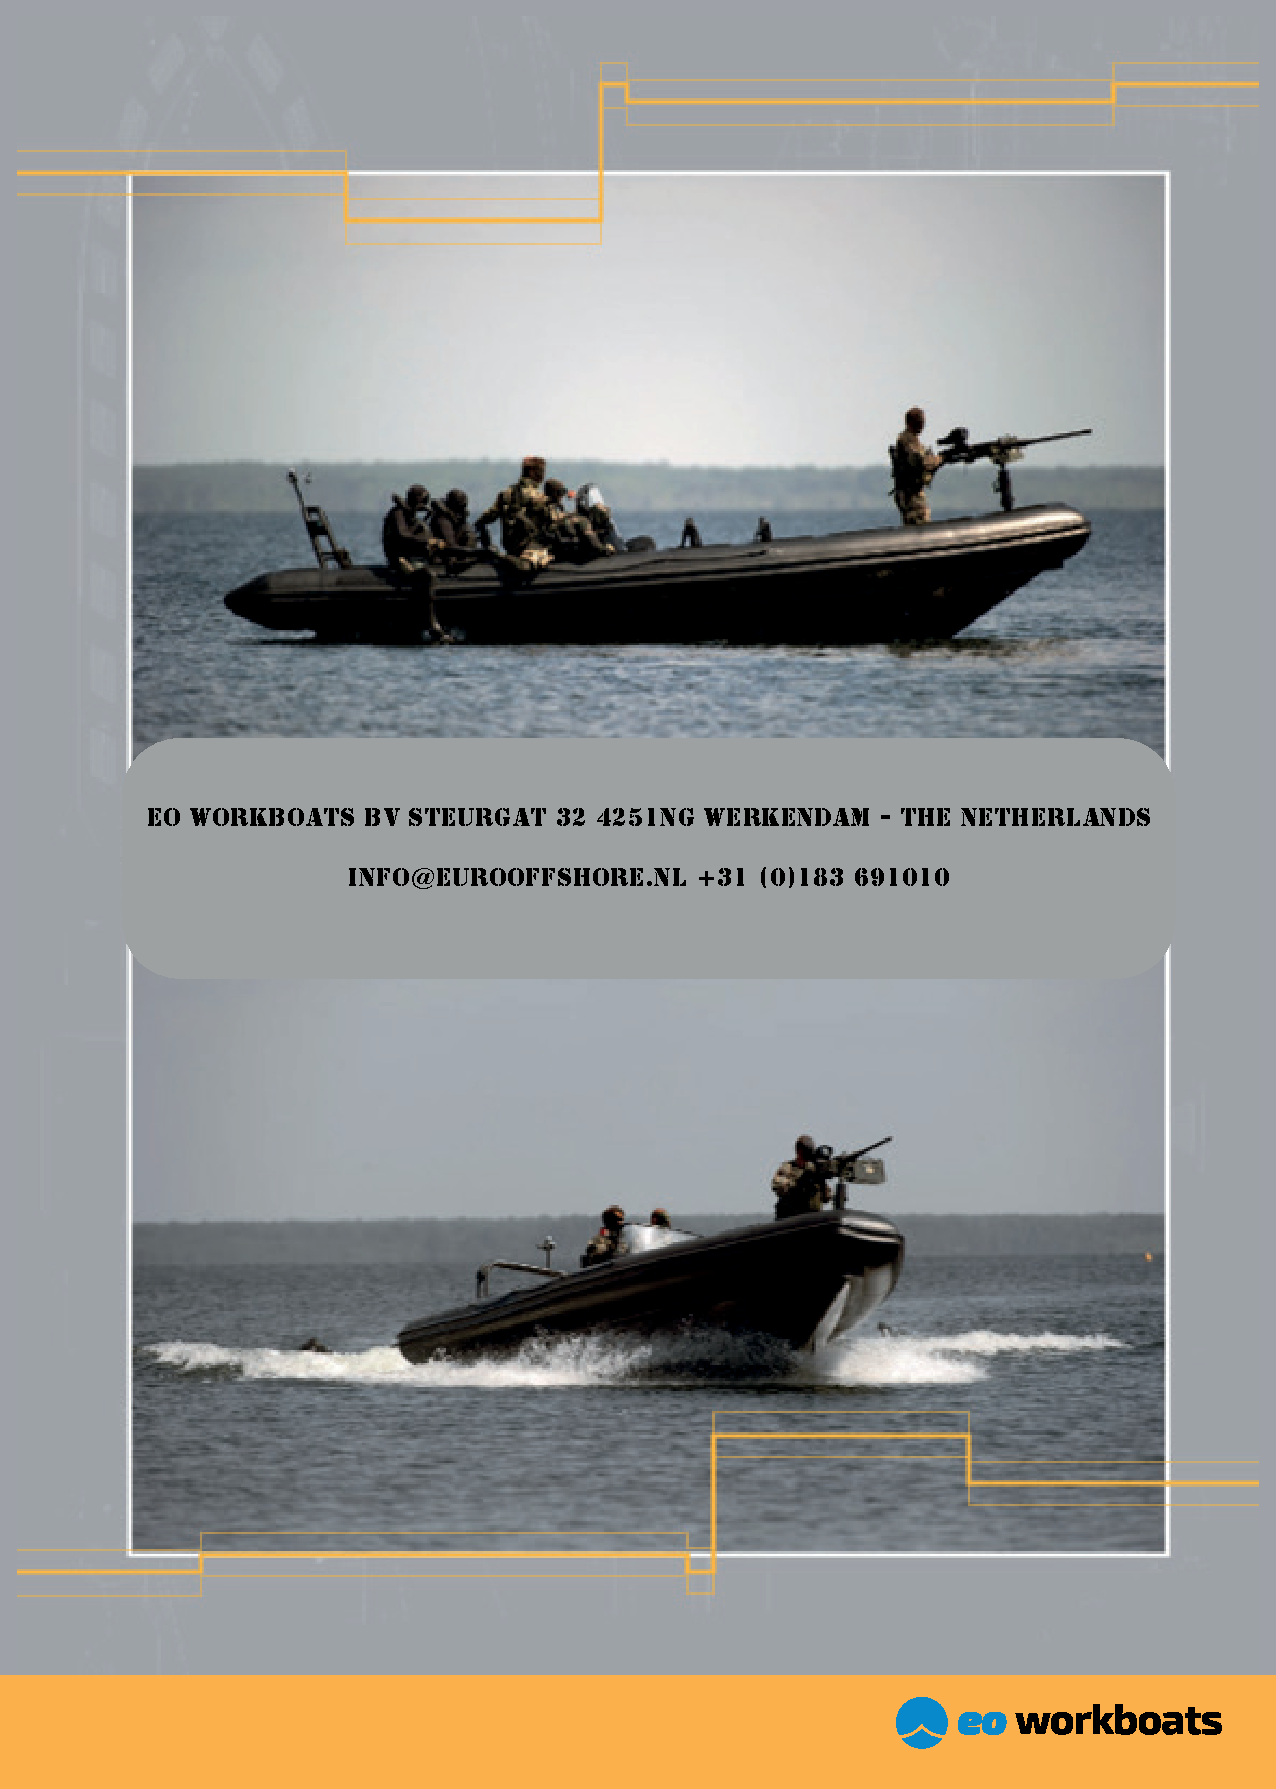 EO WORKBOATS BV STEURGAT 32 4251NG WERKENDAM - THE NETHERLANDS
INFO@EUROOFFSHORE.NL +31 (0)183 691010
eo workboats